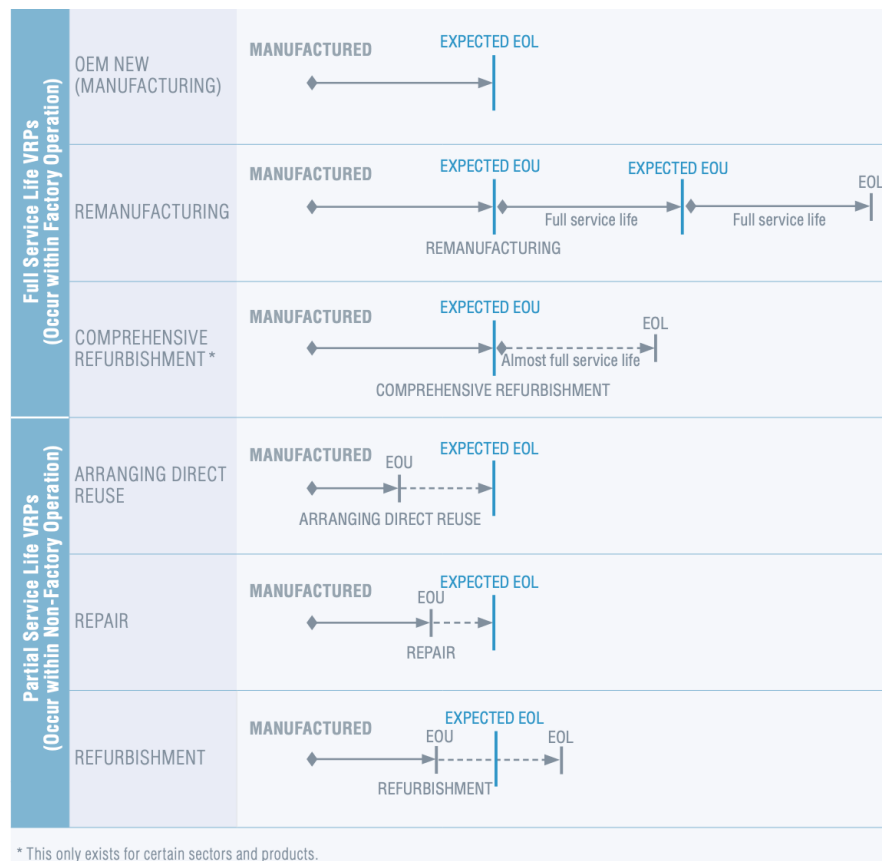 Full Service Life VRPs
(Occur within Factory Operation)
OEM NEW
(MANUFACTURING)
MANUFACTURED
EXPECTED EOL
REMANUFACTURING
MANUFACTURED
EXPECTED EOU
EXPECTED EOU
EOL
Full service life
Full service life
REMANUFACTURING
COMPREHENSIVE
REFURBISHMENT *
MANUFACTURED
EXPECTED EOU
EOL
Almost full service life
COMPREHENSIVE REFURBISHMENT
Partial Service Life VRPs
(Occur within Non-Factory Operation)
ARRANGING DIRECT
REUSE
MANUFACTURED
EOU
EXPECTED EOL
ARRANGING DIRECT REUSE
REPAIR
MANUFACTURED
EOU
EXPECTED EOL
REPAIR
REFURBISHMENT
MANUFACTURED
EOU
EXPECTED EOL
EOL
REFURBISHMENT
* This only exists for certain sectors and products.